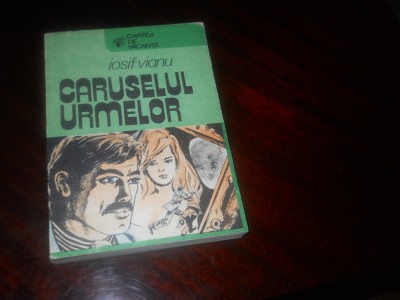 CARTEA
DE
VACANȚĂ
iosif vianu
CARUSELUL
URMELOR